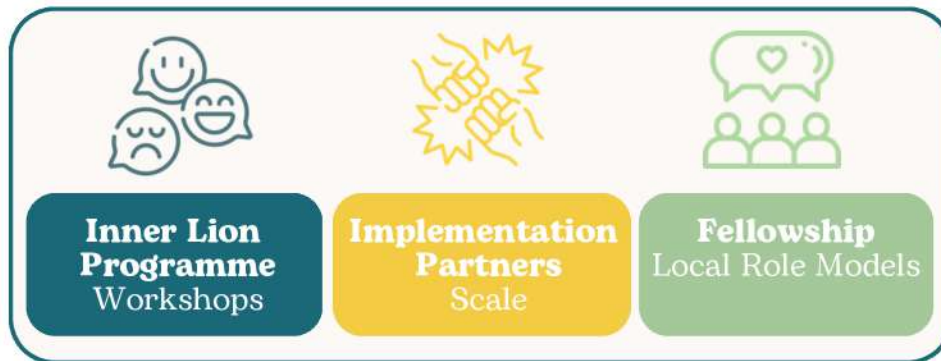 Inner Lion
Programme
Workshops
Implementation
Partners
Scale
Fellowship
Local Role Models